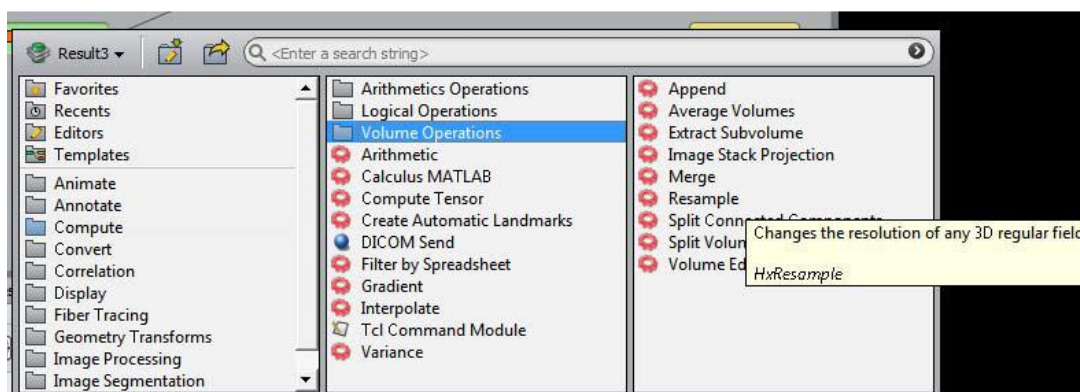 Result3
<Enter a search string>
Favorites
Recents
Editors
Templates
Animate
Annotate
Compute
Convert
Correlation
Display
Fiber Tracing
Geometry Transforms
Image Processing
Image Segmentation
Arithmetics Operations
Logical Operations
Volume Operations
Arithmetic
Calculus MATLAB
Compute Tensor
Create Automatic Landmarks
DICOM Send
Filter by Spreadsheet
Gradient
Interpolate
Tcl Command Module
Variance
Append
Average Volumes
Extract Subvolume
Image Stack Projection
Merge
Resample
Split Connected Components
Split Volum
Volume Ed
Changes the resolution of any 3D regular field
HxResample